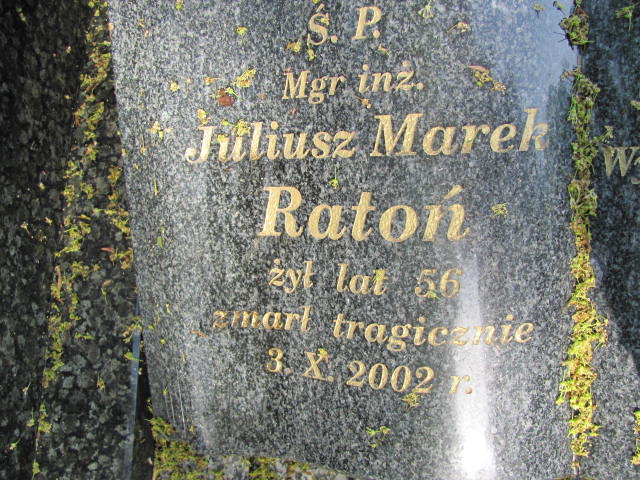 Ś. P.
Mgr inż.
Juliusz Marek
Ratoń
żył lat 56
zmarł tragicznie
3. X. 2002 r.